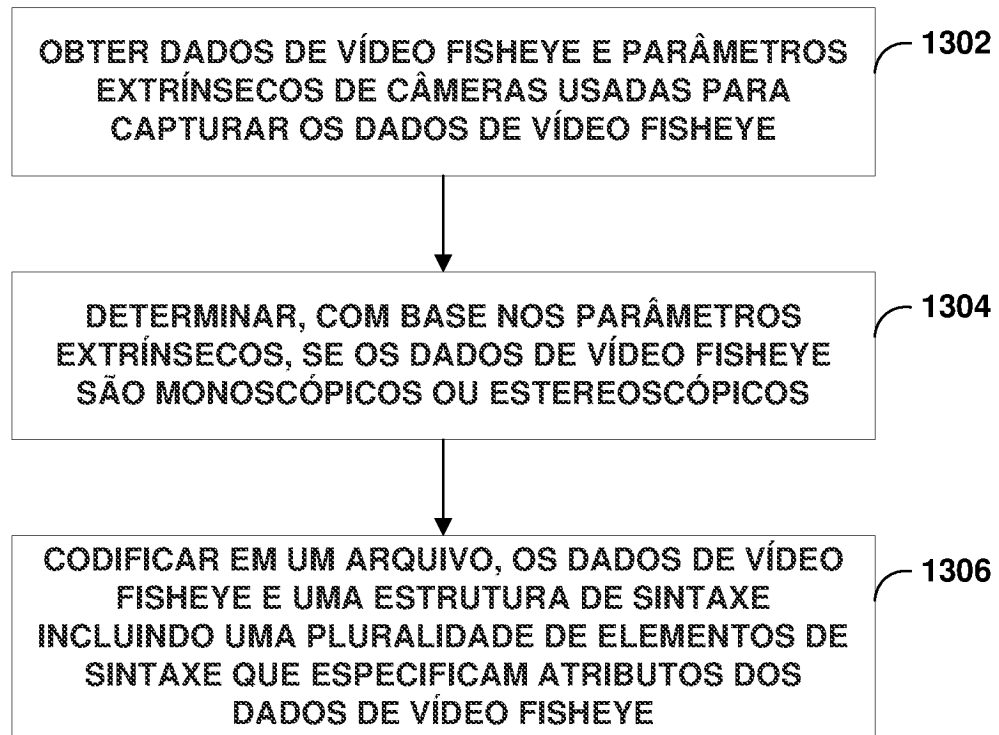 OBTER DADOS DE VÍDEO FISHEYE E PARÂMETROS
EXTRÍNSECOS DE CÂMERAS USADAS PARA
CAPTURAR OS DADOS DE VÍDEO FISHEYE
1302
DETERMINAR, COM BASE NOS PARÂMETROS
EXTRÍNSECOS, SE OS DADOS DE VÍDEO FISHEYE
SÃO MONOSCÓPICOS OU ESTEREOSCÓPICOS
1304
CODIFICAR EM UM ARQUIVO, OS DADOS DE VÍDEO
FISHEYE E UMA ESTRUTURA DE SINTAXE
INCLUINDO UMA PLURALIDADE DE ELEMENTOS DE
SINTAXE QUE ESPECIFICAM ATRIBUTOS DOS
DADOS DE VÍDEO FISHEYE
1306